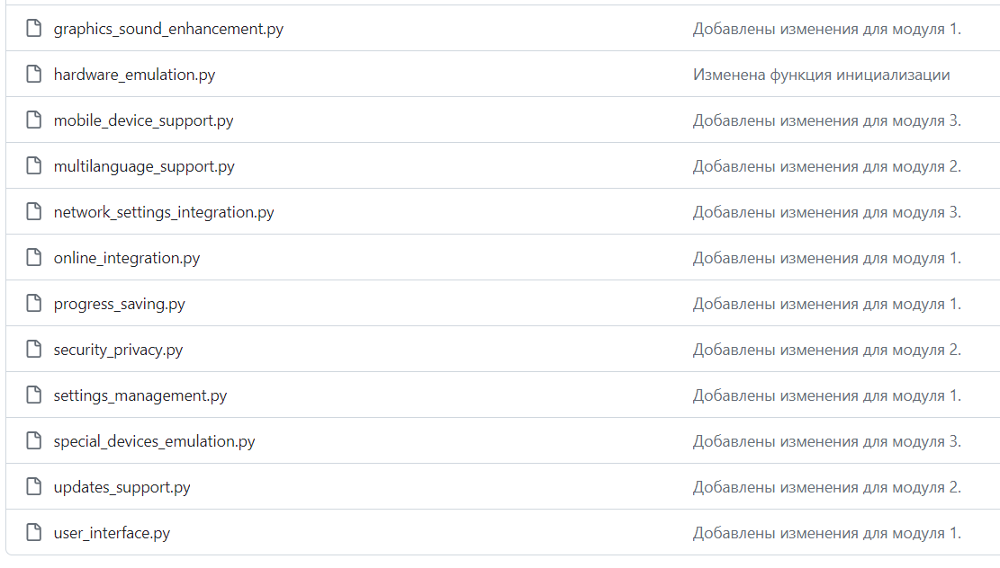 graphics_sound_enhancement.py Добавлены изменения для модуля 1.
hardware_emulation.py Изменена функция инициализации
mobile_device_support.py Добавлены изменения для модуля 3.
multilanguage_support.py Добавлены изменения для модуля 2.
network_settings_integration.py Добавлены изменения для модуля 3.
online_integration.py Добавлены изменения для модуля 1.
progress_saving.py Добавлены изменения для модуля 1.
security_privacy.py Добавлены изменения для модуля 2.
settings_management.py Добавлены изменения для модуля 1.
special_devices_emulation.py Добавлены изменения для модуля 3.
updates_support.py Добавлены изменения для модуля 2.
user_interface.py Добавлены изменения для модуля 1.